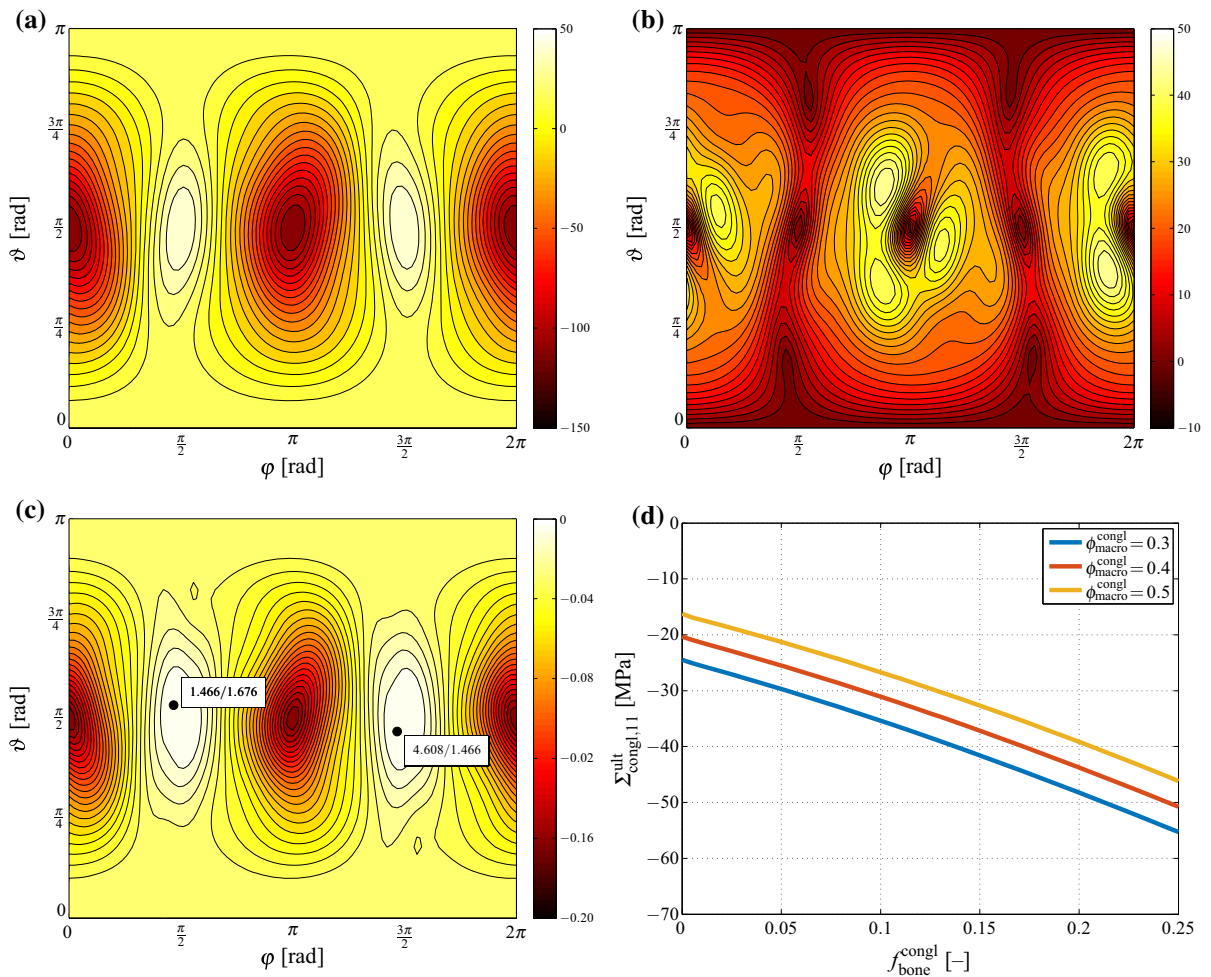 (a)
π
3π/4
π/2
π/4
0
ϑ [rad]
0 π/2 π 3π/2 2π
φ [rad]
50
0
−50
−100
−150
(b)
π
3π/4
π/2
π/4
0
ϑ [rad]
0 π/2 π 3π/2 2π
φ [rad]
50
40
30
20
10
0
−10
(c)
π
3π/4
π/2
π/4
0
ϑ [rad]
1.466/1.676
4.608/1.466
0 π/2 π 3π/2 2π
φ [rad]
0
−0.04
−0.08
−0.12
−0.16
−0.20
(d)
0
−10
−20
−30
−40
−50
−60
−70
Σ^ult_congl,11 [MPa]
ϕ^congl_macro = 0.3
ϕ^congl_macro = 0.4
ϕ^congl_macro = 0.5
0 0.05 0.1 0.15 0.2 0.25
f^congl_bone [–]